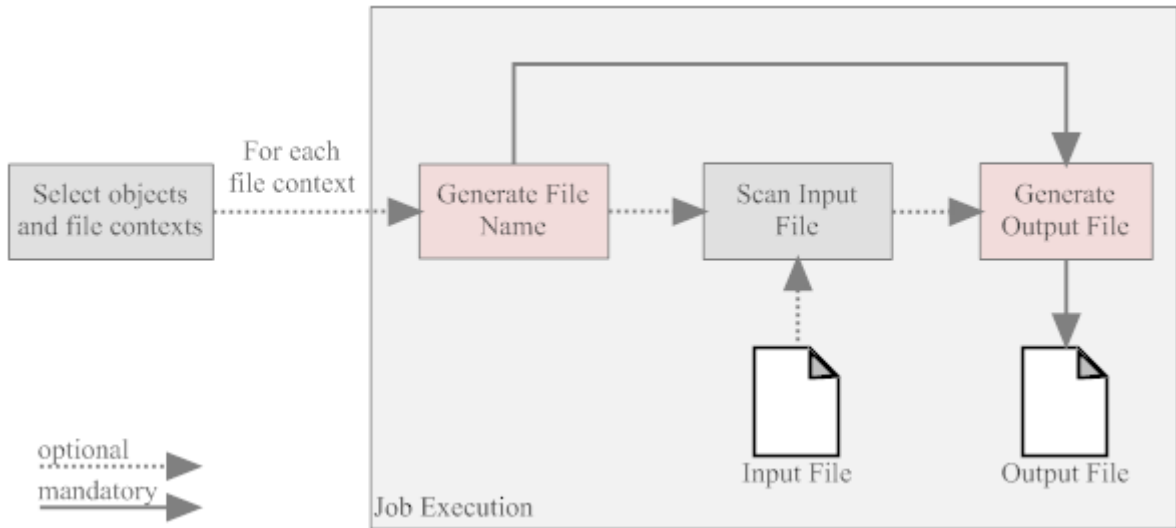 For each
file context
Select objects
and file contexts
Generate File
Name
Scan Input
File
Generate
Output File
optional
mandatory
Input File
Output File
Job Execution